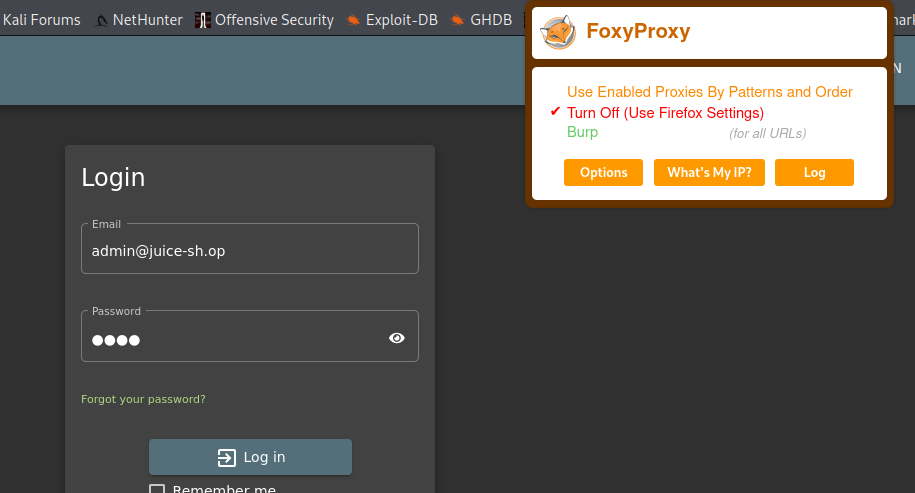 Kali Forums NetHunter Offensive Security Exploit-DB GHDB
FoxyProxy
Use Enabled Proxies By Patterns and Order
✔ Turn Off (Use Firefox Settings)
Burp (for all URLs)
Options What's My IP? Log
Login
Email
admin@juice-sh.op
Password
Forgot your password?
Log in
Remember me